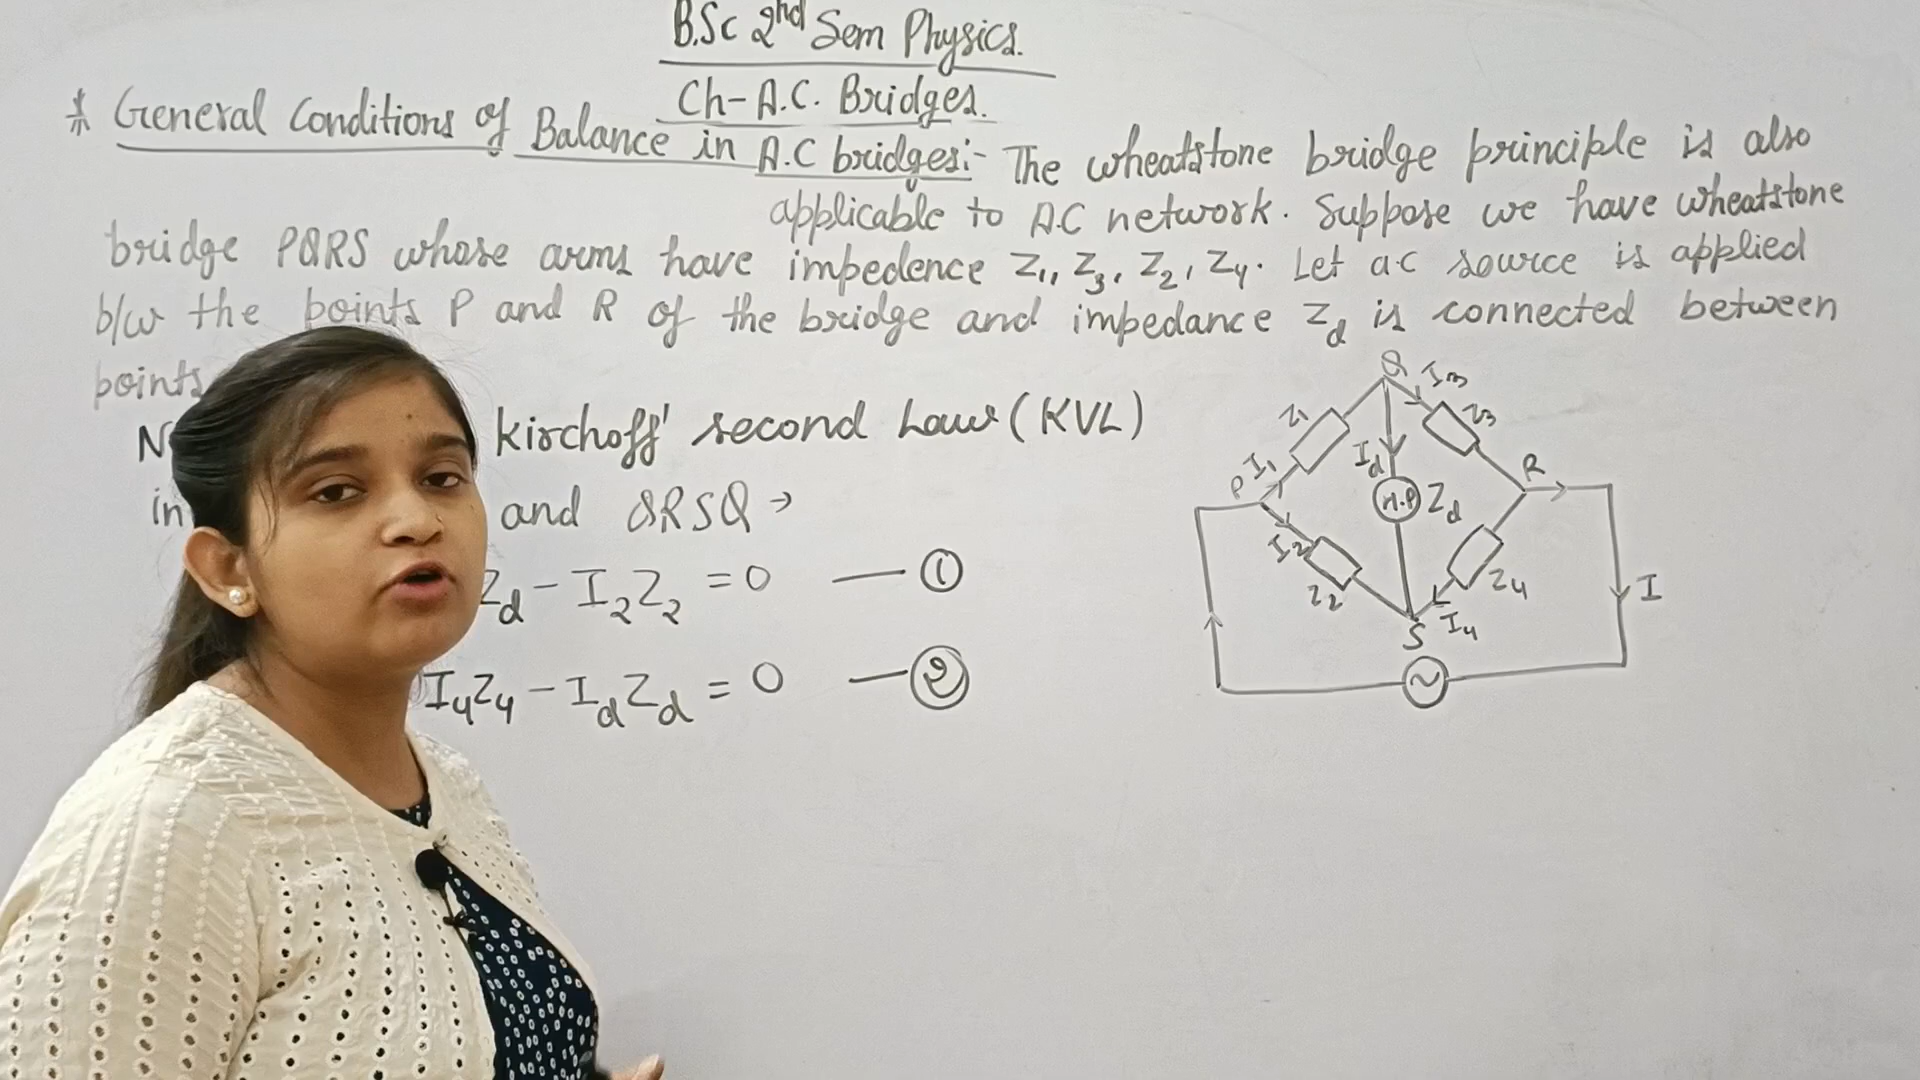 B.Sc 2nd Sem Physics.
Ch- A.C. Bridges.
* General Conditions of Balance in A.C bridges:- The wheatstone bridge principle is also
applicable to A.C network. Suppose we have wheatstone
bridge PQRS whose arms have impedence Z1, Z3, Z2, Z4. Let a.c source is applied
b/w the points P and R of the bridge and impedance Zd is connected between
points
kirchoff' second Law (KVL)
in and QRSQ →
Zd - I2Z2 = 0 — ①
I4Z4 - IdZd = 0 — ②
Q
I3
Z1
Z3
Id
I1
P
R
H.P
Zd
I2
Z2
Z4
I
S
I4
~